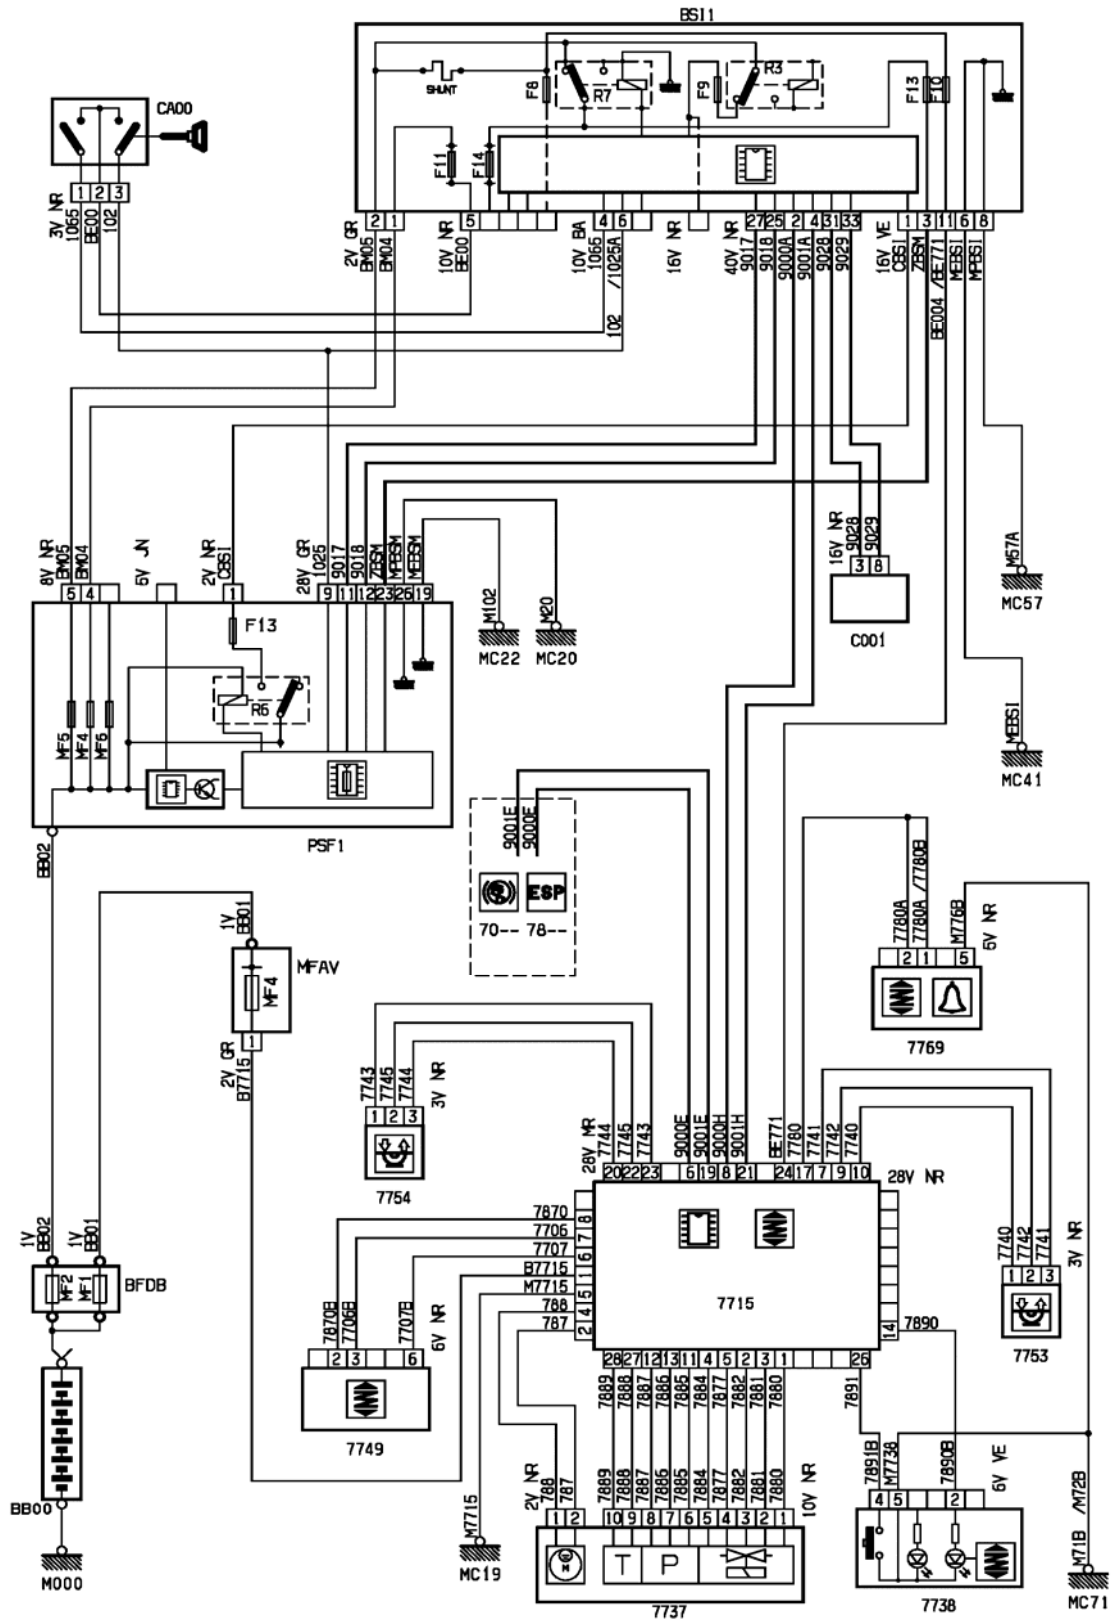 BSI1
CA00
SHUNT
F8
R7
F9
R3
F13
F10
F11
F14
1 2 3
3V NR
1065
BE00
102
2 1
5
4 6
27 25 2 4 31 33
1 3 11 6 8
2V GR
BM05
BM04
10V NR
BE00
10V BA
1065
/1025A
102
16V NR
40V NR
9017
9018
9000A
9001A
9028
9029
16V VE
CBSI
ZBSM
BE004 /BE771
MEBSI
MPBSI
8V NR
BM05
BM04
5V JN
2V NR
CBSI
28V GR
1025
9017
9018
ZBSM
MPBSM
MEBSM
5 4
1
9 11 12 23 26 19
F13
R6
MF5
MF4
MF6
PSF1
M102
MC22
M20
MC20
16V NR
9028
9029
3 8
C001
M57A
MC57
MEBSI
MC41
BB02
1V
BB01
MFAV
MF4
1
2V GR
B7715
9001E
9000E
ESP
70-- 78--
7780A
7780A /7780B
M776B
5V NR
2 1 5
7769
7743
7745
7744
3V NR
1 2 3
7754
28V MR
7744
7745
7743
9000E
9001E
9000H
9001H
BE771
7780
7741
7742
7740
20 22 23 6 19 8 21 24 17 7 9 10
28V NR
7870
7706
7707
B7715
M7715
788
787
8
7
6
1
5
4
2
7715
14
7890
7740
7742
7741
3V NR
1 2 3
7753
1V
BB02
1V
BB01
MF2
MF1
BFDB
7870B
7706B
7707B
6V NR
2 3 6
7749
28 27 12 13 11 4 5 2 3 1 26
7889
7888
7887
7886
7885
7884
7877
7882
7881
7880
7891
BB00
M000
M7715
MC19
2V NR
788
787
1 2
M
7889
7888
7887
7886
7885
7884
7877
7882
7881
7880
10V NR
10 9 8 7 6 5 4 3 2 1
T P
7737
7891B
M7738
7890B
6V VE
4 5 2
7738
M71B /M72B
MC71